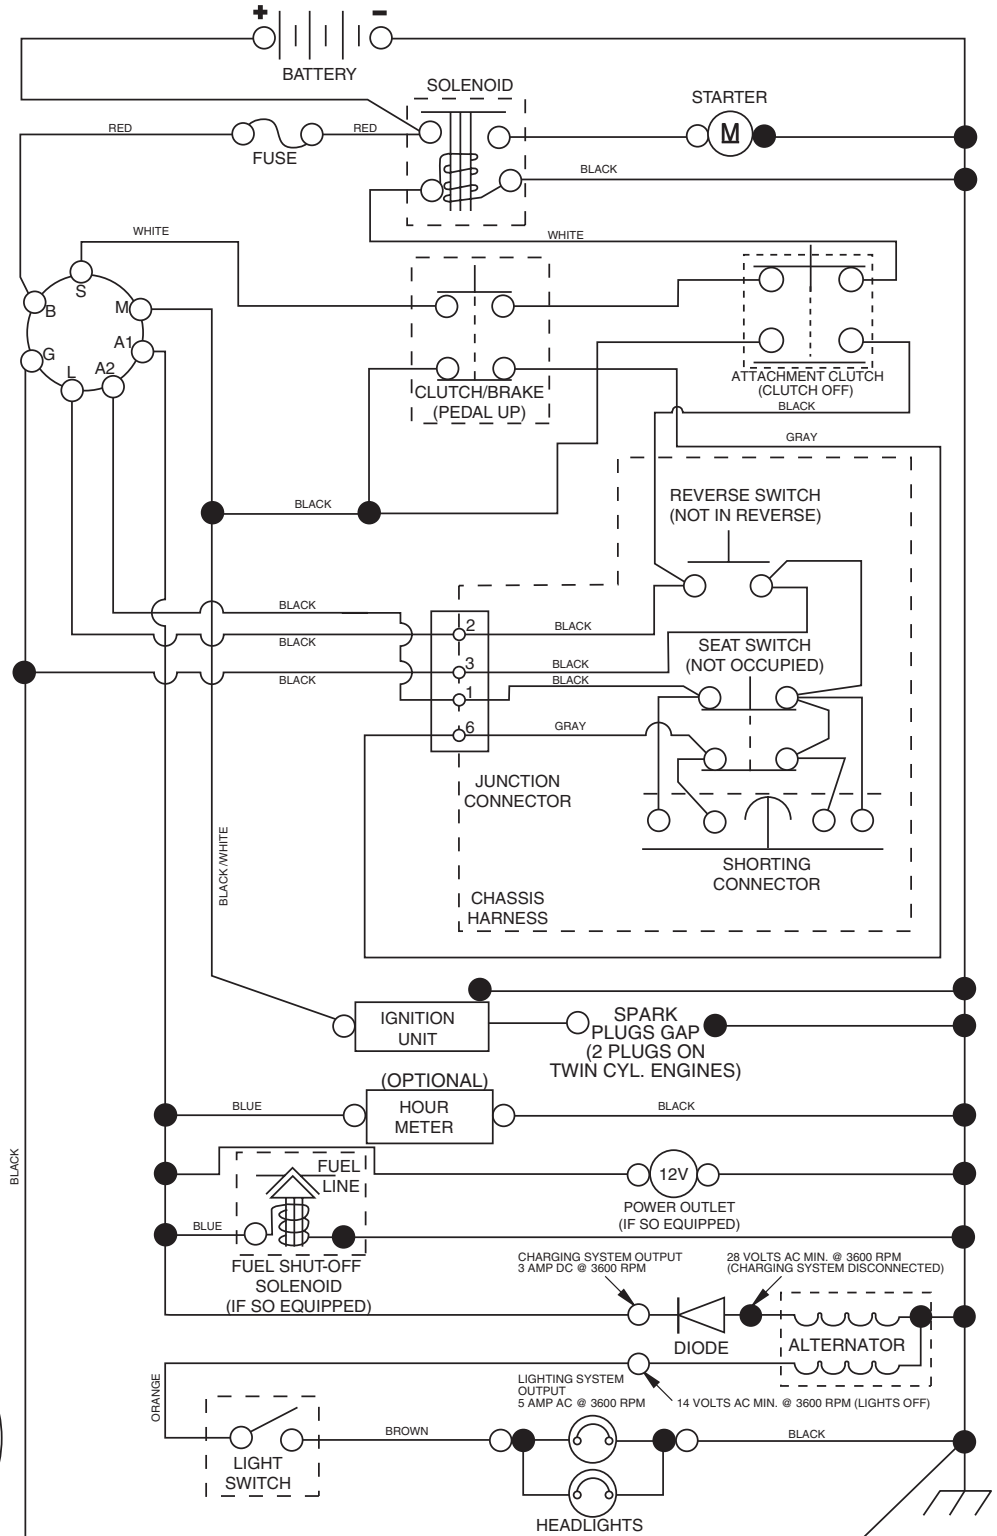 + −
BATTERY
SOLENOID
STARTER
RED
RED
FUSE
M
BLACK
WHITE
WHITE
S
B
M
A1
G
L
A2
CLUTCH/BRAKE
(PEDAL UP)
ATTACHMENT CLUTCH
(CLUTCH OFF)
BLACK
GRAY
BLACK
REVERSE SWITCH
(NOT IN REVERSE)
BLACK
2
BLACK
BLACK
SEAT SWITCH
(NOT OCCUPIED)
3
BLACK
BLACK
1
BLACK
6
GRAY
JUNCTION
CONNECTOR
SHORTING
CONNECTOR
CHASSIS
HARNESS
BLACK/WHITE
IGNITION
UNIT
SPARK
PLUGS GAP
(2 PLUGS ON
TWIN CYL. ENGINES)
(OPTIONAL)
BLUE
HOUR
METER
BLACK
BLACK
FUEL
LINE
12V
POWER OUTLET
(IF SO EQUIPPED)
BLUE
FUEL SHUT-OFF
SOLENOID
(IF SO EQUIPPED)
CHARGING SYSTEM OUTPUT
3 AMP DC @ 3600 RPM
28 VOLTS AC MIN. @ 3600 RPM
(CHARGING SYSTEM DISCONNECTED)
DIODE
ALTERNATOR
LIGHTING SYSTEM
OUTPUT
5 AMP AC @ 3600 RPM
14 VOLTS AC MIN. @ 3600 RPM (LIGHTS OFF)
ORANGE
LIGHT
SWITCH
BROWN
BLACK
HEADLIGHTS